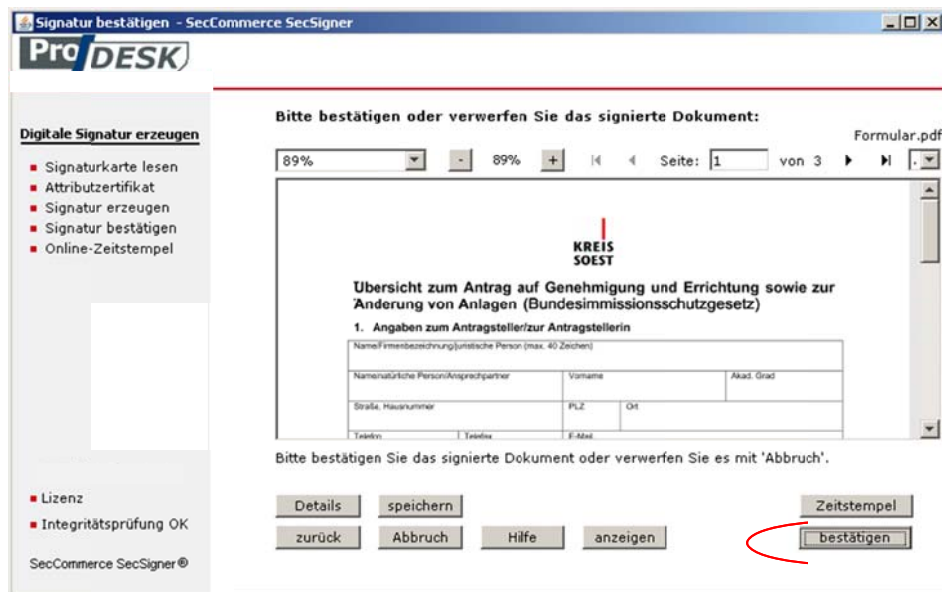 Signatur bestätigen - SecCommerce SecSigner
Pro DESK
Digitale Signatur erzeugen
Signaturkarte lesen
Attributzertifikat
Signatur erzeugen
Signatur bestätigen
Online-Zeitstempel
Lizenz
Integritätsprüfung OK
SecCommerce SecSigner®
Bitte bestätigen oder verwerfen Sie das signierte Dokument:
Formular.pdf
89% - 89% + Seite: 1 von 3
KREIS
SOEST
Übersicht zum Antrag auf Genehmigung und Errichtung sowie zur
Änderung von Anlagen (Bundesimmissionsschutzgesetz)
1. Angaben zum Antragsteller/zur Antragstellerin
Name/Firmenbezeichnung/juristische Person (max. 40 Zeichen)
Name/natürliche Person/Ansprechpartner Vorname Akad. Grad
Straße, Hausnummer PLZ Ort
Telefon Telefax E-Mail
Bitte bestätigen Sie das signierte Dokument oder verwerfen Sie es mit 'Abbruch'.
Details speichern Zeitstempel
zurück Abbruch Hilfe anzeigen bestätigen